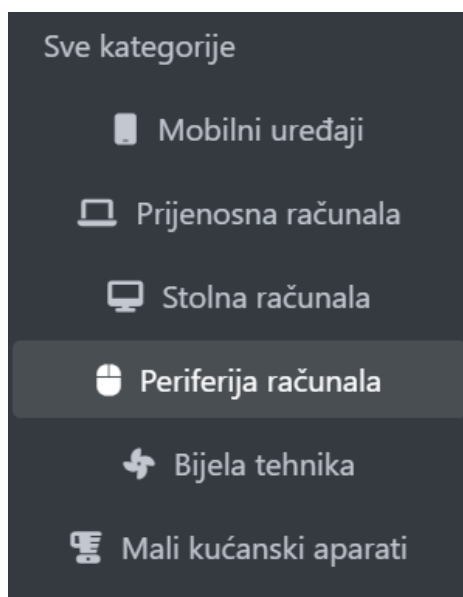 Sve kategorije
Mobilni uređaji
Prijenosna računala
Stolna računala
Periferija računala
Bijela tehnika
Mali kućanski aparati